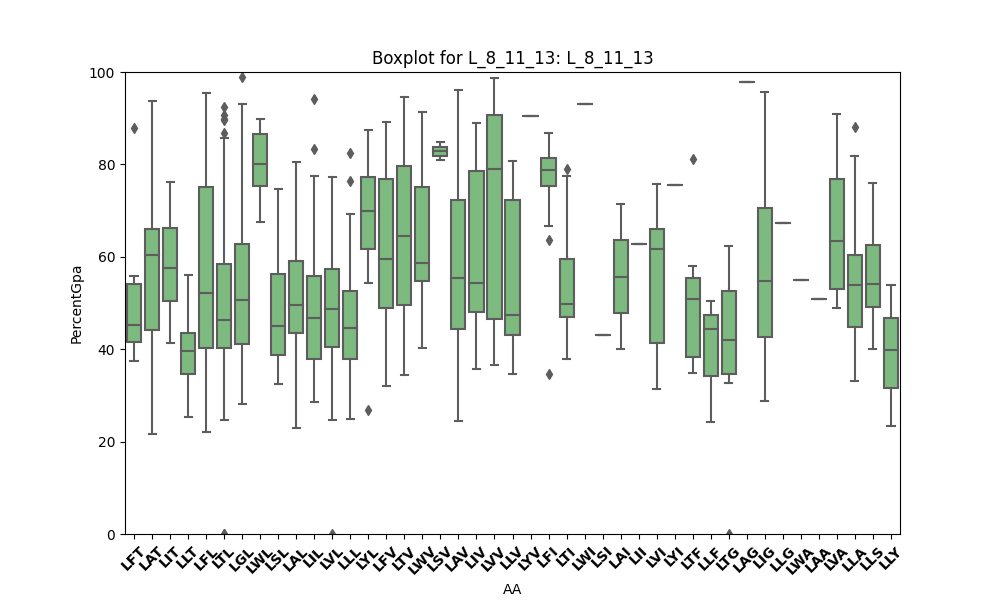 Boxplot for L_8_11_13: L_8_11_13
100
80
60
40
20
0
PercentGpa
LFT LAT LIT LLT LFL LTL LGL LWL LSL LAL LIL LVL LLL LYL LFV LTV LWV LSV LAV LIV LVV LLV LYV LFI LTI LWI LSI LAI LII LVI LYI LTF LLF LTG LAG LIG LLG LWA LAA LVA LLA LLS LLY
AA